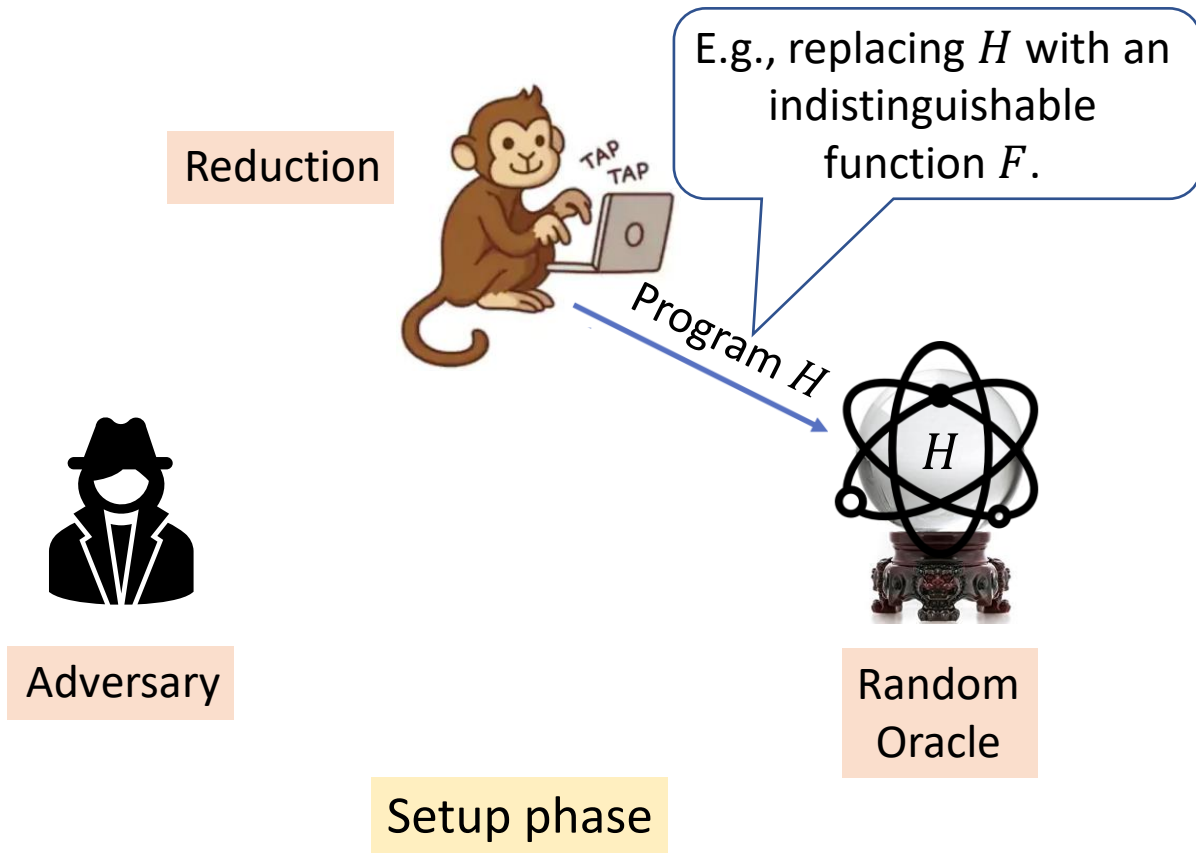 E.g., replacing H with an
indistinguishable
function F.
Reduction
TAP
TAP
Program H
H
Adversary
Random
Oracle
Setup phase